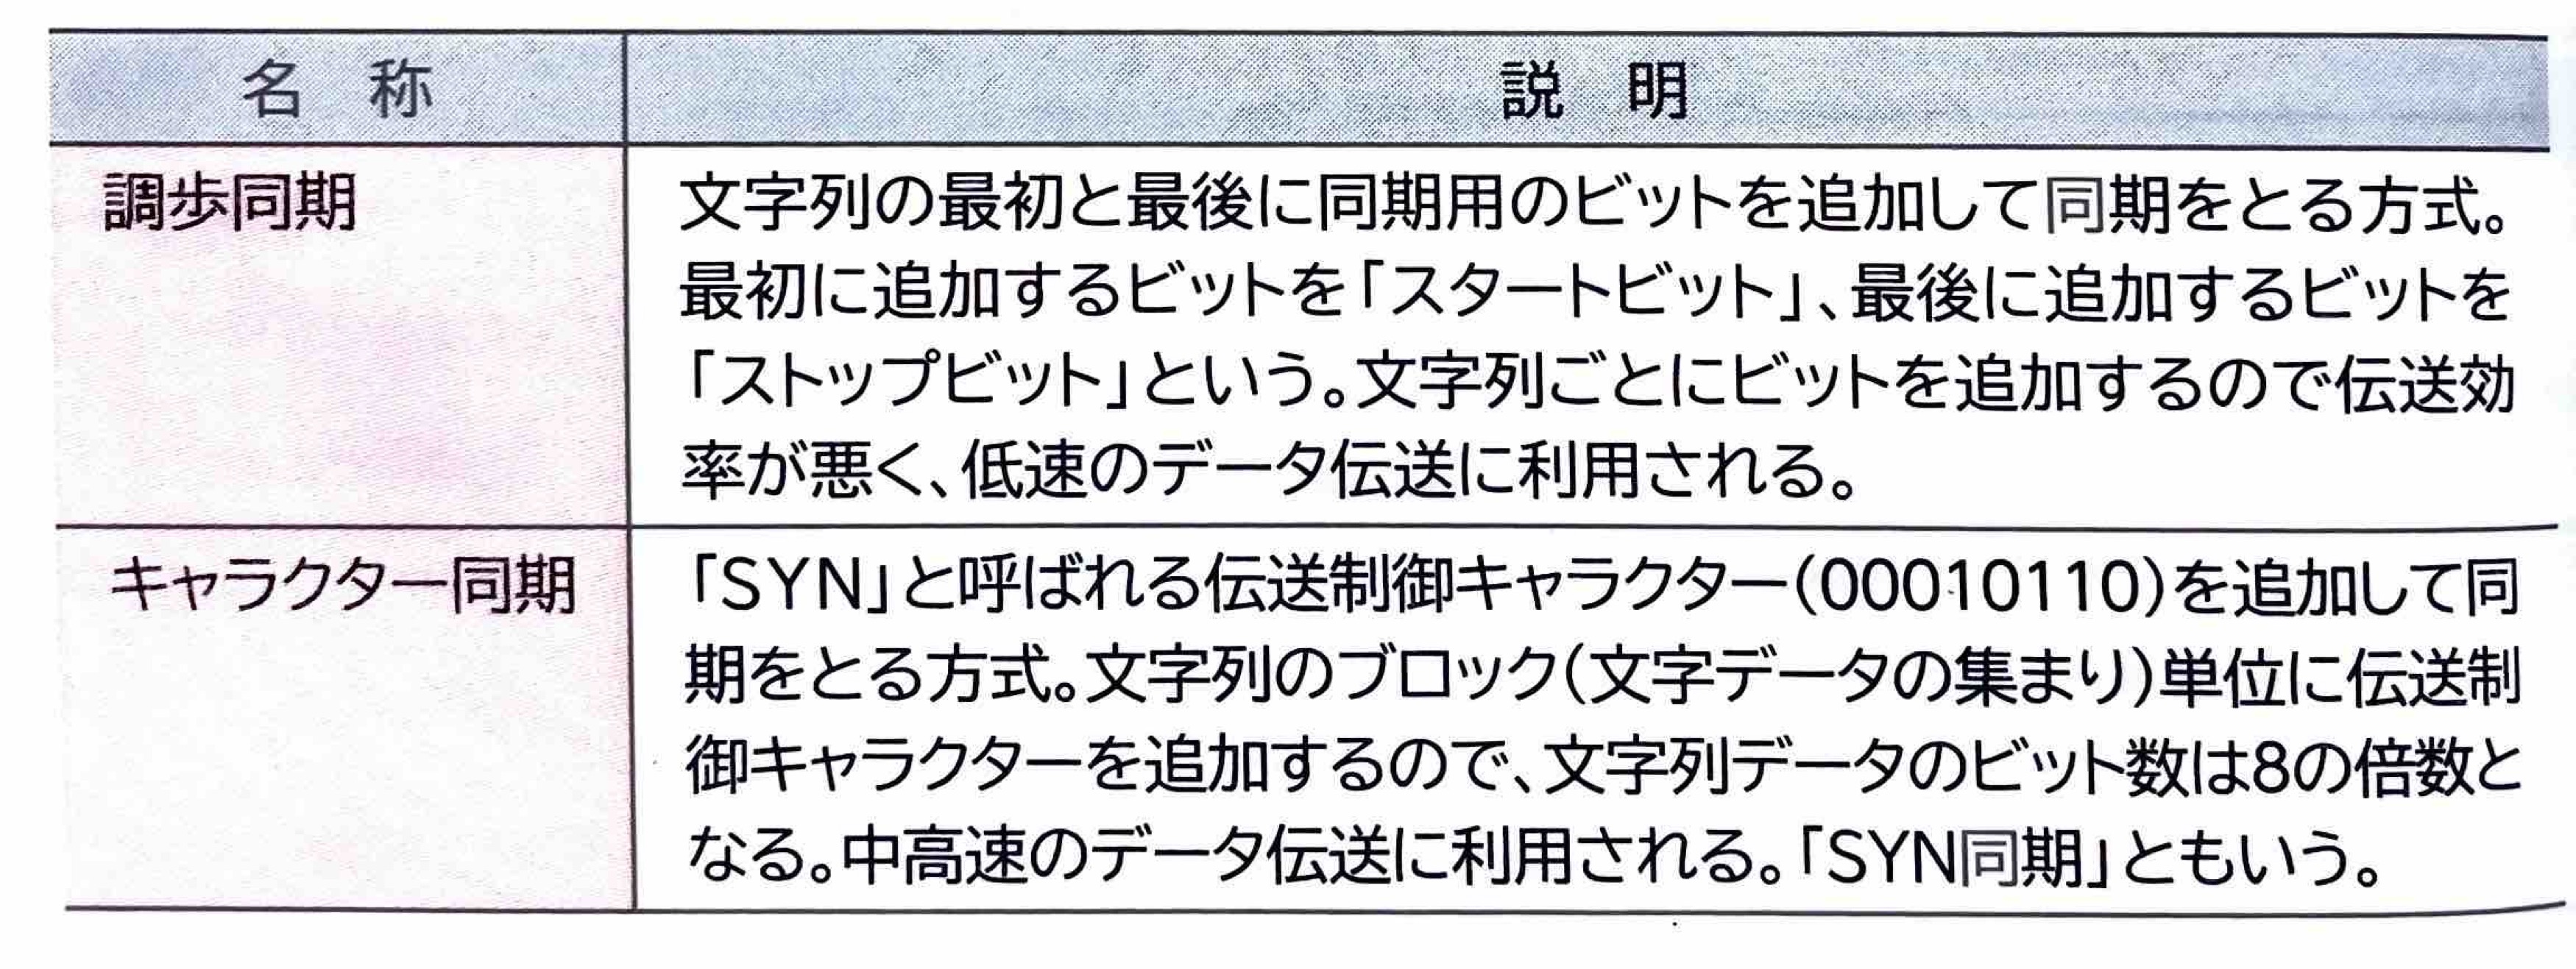 名 称
説 明
調歩同期
文字列の最初と最後に同期用のビットを追加して同期をとる方式。
最初に追加するビットを「スタートビット」、最後に追加するビットを
「ストップビット」という。文字列ごとにビットを追加するので伝送効
率が悪く、低速のデータ伝送に利用される。
キャラクター同期
「SYN」と呼ばれる伝送制御キャラクター(00010110)を追加して同
期をとる方式。文字列のブロック(文字データの集まり)単位に伝送制
御キャラクターを追加するので、文字列データのビット数は8の倍数と
なる。中高速のデータ伝送に利用される。「SYN同期」ともいう。